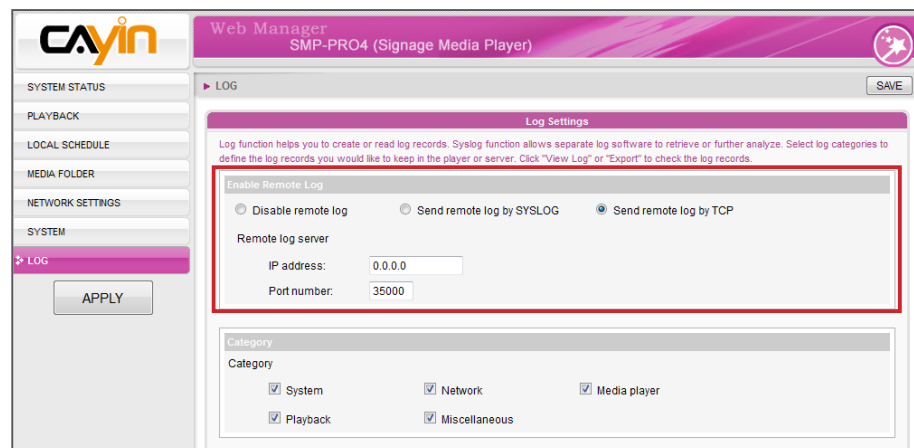 CAYIN
Web Manager
SMP-PRO4 (Signage Media Player)
SYSTEM STATUS
PLAYBACK
LOCAL SCHEDULE
MEDIA FOLDER
NETWORK SETTINGS
SYSTEM
LOG
APPLY
LOG
SAVE
Log Settings
Log function helps you to create or read log records. Syslog function allows separate log software to retrieve or further analyze. Select log categories to
define the log records you would like to keep in the player or server. Click "View Log" or "Export" to check the log records.
Enable Remote Log
Disable remote log Send remote log by SYSLOG Send remote log by TCP
Remote log server
IP address: 0.0.0.0
Port number: 35000
Category
Category
System Network Media player
Playback Miscellaneous